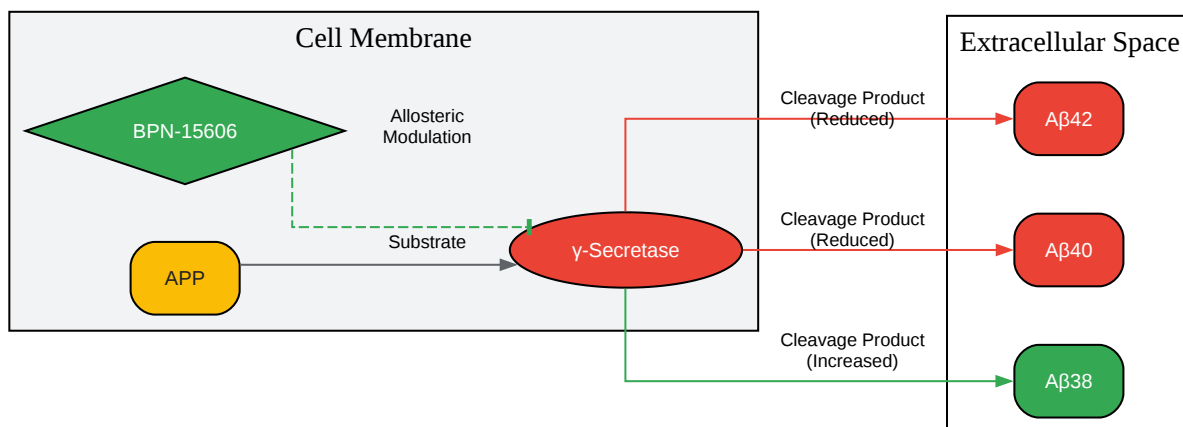 Cell Membrane
Extracellular Space
BPN-15606
Allosteric
Modulation
Cleavage Product
(Reduced)
Aβ42
Substrate
γ-Secretase
Cleavage Product
(Reduced)
Aβ40
APP
Cleavage Product
(Increased)
Aβ38